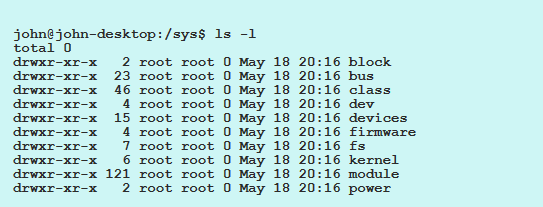 john@john-desktop:/sys$ ls -l
total 0
drwxr-xr-x   2 root root 0 May 18 20:16 block
drwxr-xr-x  23 root root 0 May 18 20:16 bus
drwxr-xr-x  46 root root 0 May 18 20:16 class
drwxr-xr-x   4 root root 0 May 18 20:16 dev
drwxr-xr-x  15 root root 0 May 18 20:16 devices
drwxr-xr-x   4 root root 0 May 18 20:16 firmware
drwxr-xr-x   7 root root 0 May 18 20:16 fs
drwxr-xr-x   6 root root 0 May 18 20:16 kernel
drwxr-xr-x 121 root root 0 May 18 20:16 module
drwxr-xr-x   2 root root 0 May 18 20:16 power